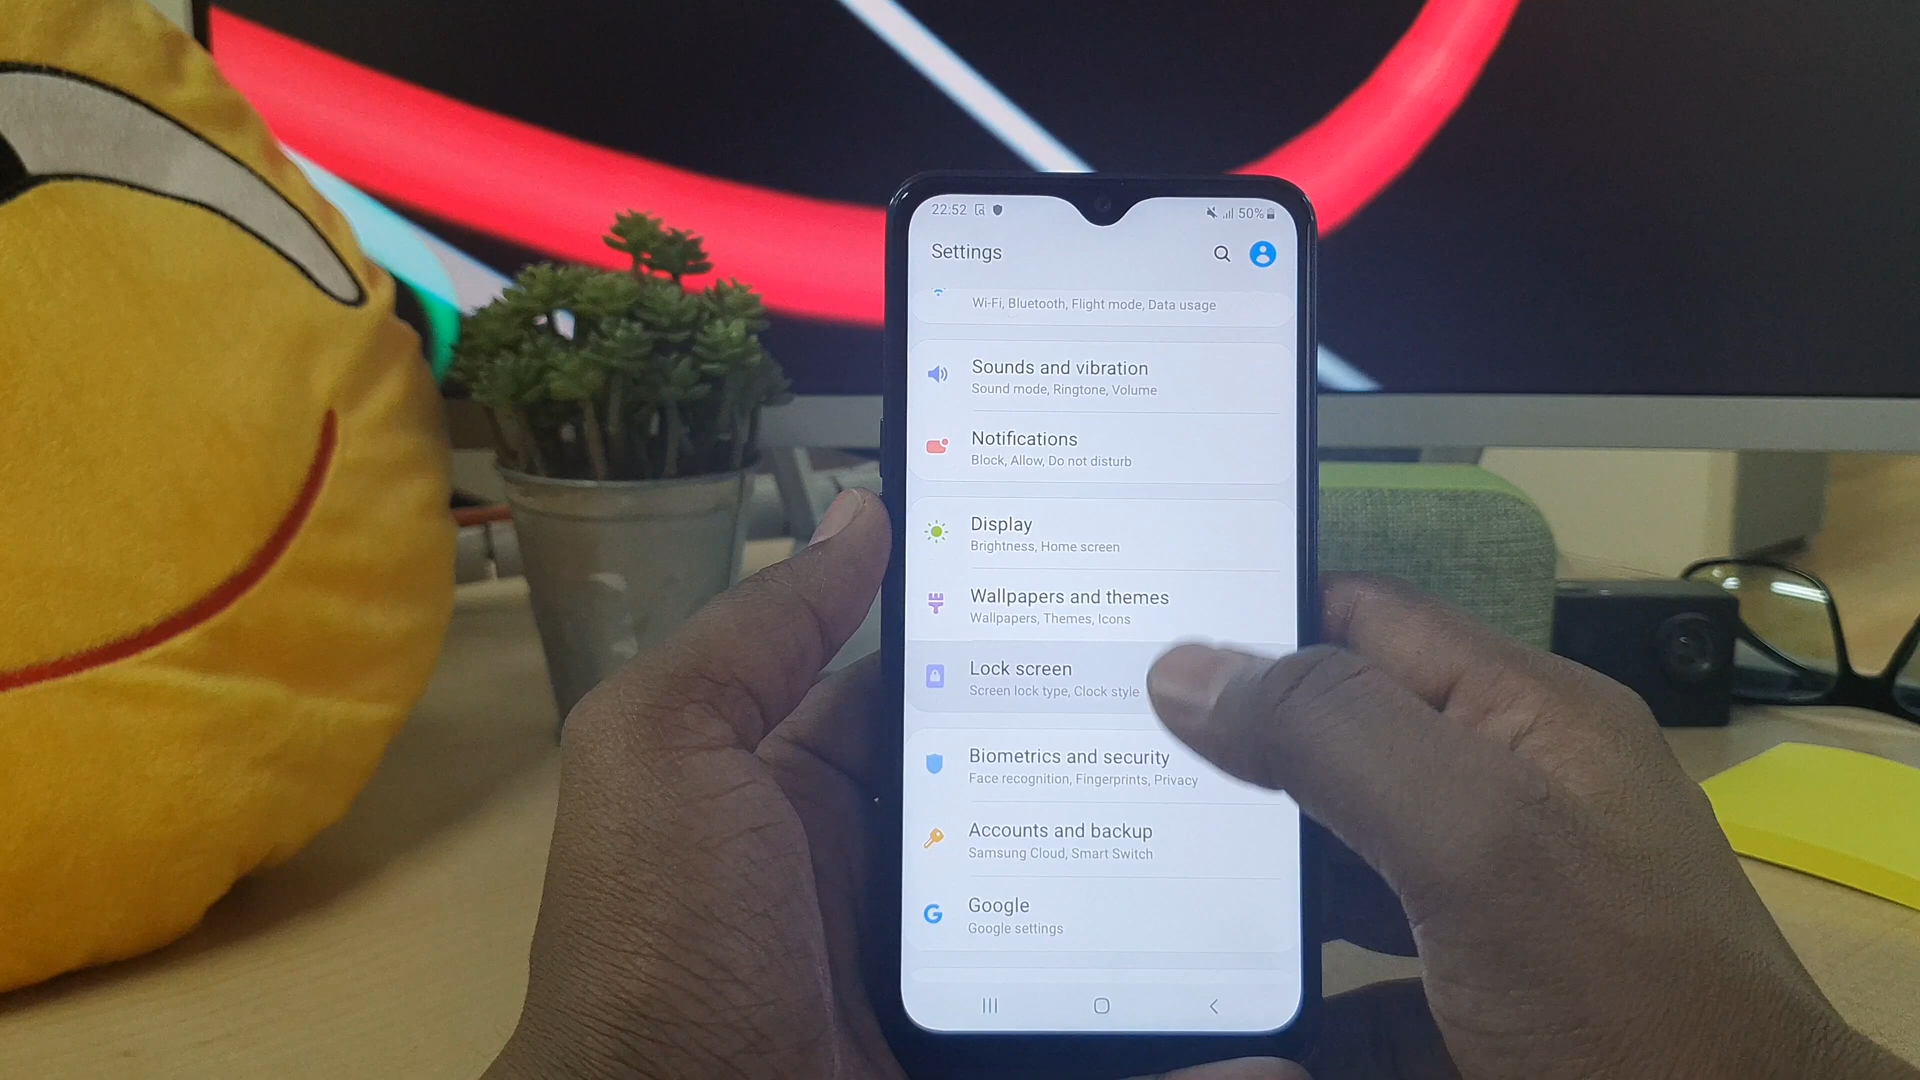 22:52
50%
Settings
Wi-Fi, Bluetooth, Flight mode, Data usage
Sounds and vibration
Sound mode, Ringtone, Volume
Notifications
Block, Allow, Do not disturb
Display
Brightness, Home screen
Wallpapers and themes
Wallpapers, Themes, Icons
Lock screen
Screen lock type, Clock style
Biometrics and security
Face recognition, Fingerprints, Privacy
Accounts and backup
Samsung Cloud, Smart Switch
Google
Google settings